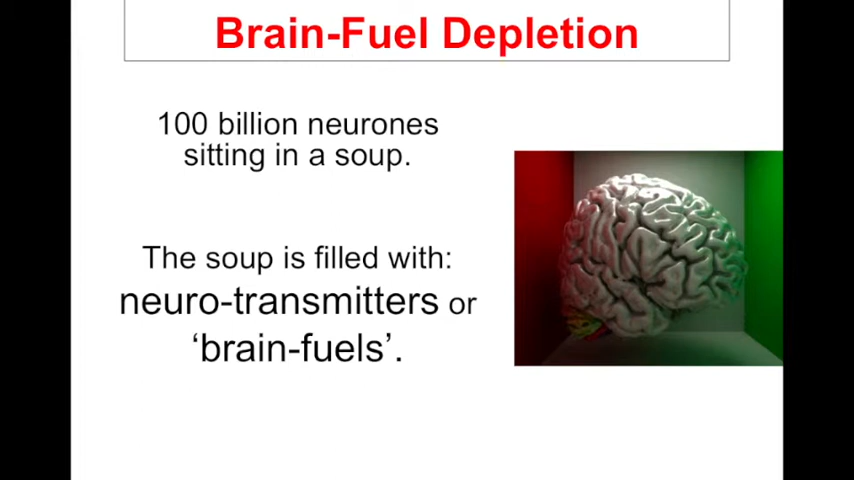 Brain-Fuel Depletion
100 billion neurones
sitting in a soup.
The soup is filled with:
neuro-transmitters or
‘brain-fuels’.